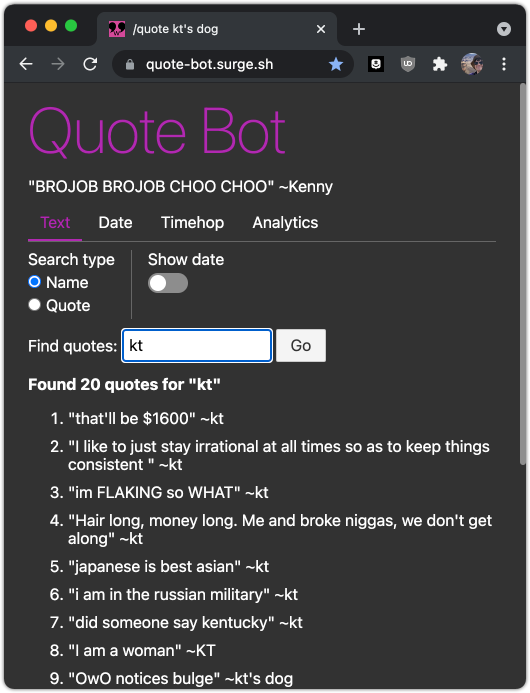 /quote kt's dog
quote-bot.surge.sh
Quote Bot
"BROJOB BROJOB CHOO CHOO" ~Kenny
Text Date Timehop Analytics
Search type Show date
Name
Quote
Find quotes: kt Go
Found 20 quotes for "kt"
1. "that'll be $1600" ~kt
2. "I like to just stay irrational at all times so as to keep things
consistent " ~kt
3. "im FLAKING so WHAT" ~kt
4. "Hair long, money long. Me and broke niggas, we don't get
along" ~kt
5. "japanese is best asian" ~kt
6. "i am in the russian military" ~kt
7. "did someone say kentucky" ~kt
8. "I am a woman" ~KT
9. "OwO notices bulge" ~kt's dog